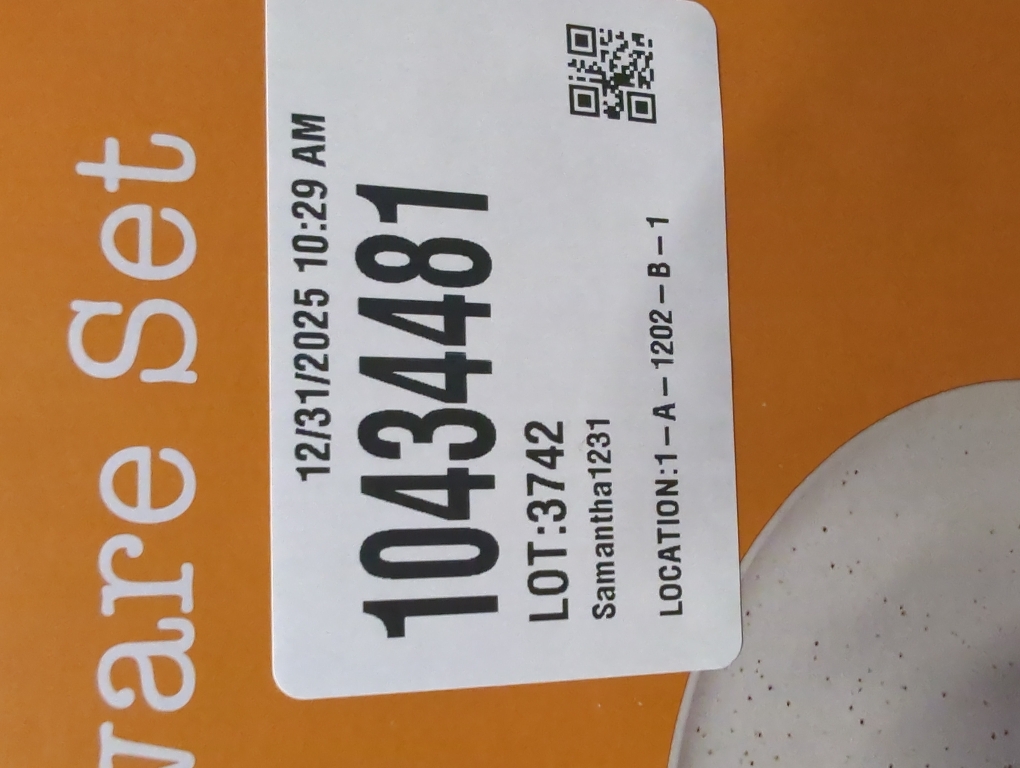 ware Set
12/31/2025 10:29 AM
10434481
LOT:3742
Samantha1231
LOCATION:1-A-1202-B-1